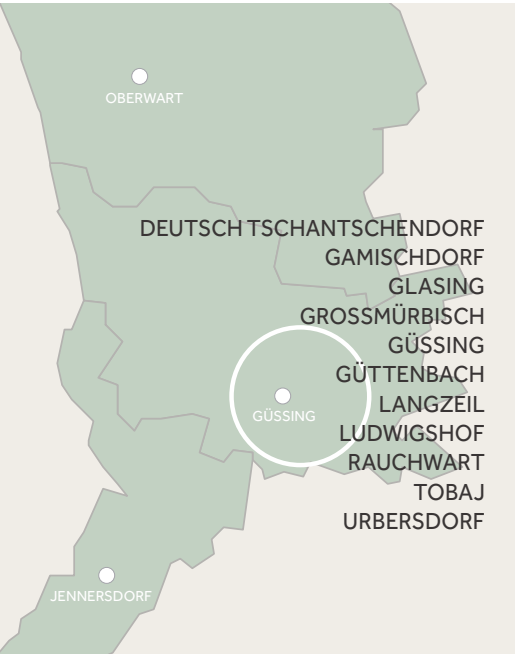 OBERWART
DEUTSCH TSCHANTSCHENDORF
GAMISCHDORF
GLASING
GROSSMÜRBISCH
GÜSSING
GÜTTENBACH
LANGZEIL
GÜSSING
LUDWIGSHOF
RAUCHWART
TOBAJ
URBERSDORF
JENNERSDORF